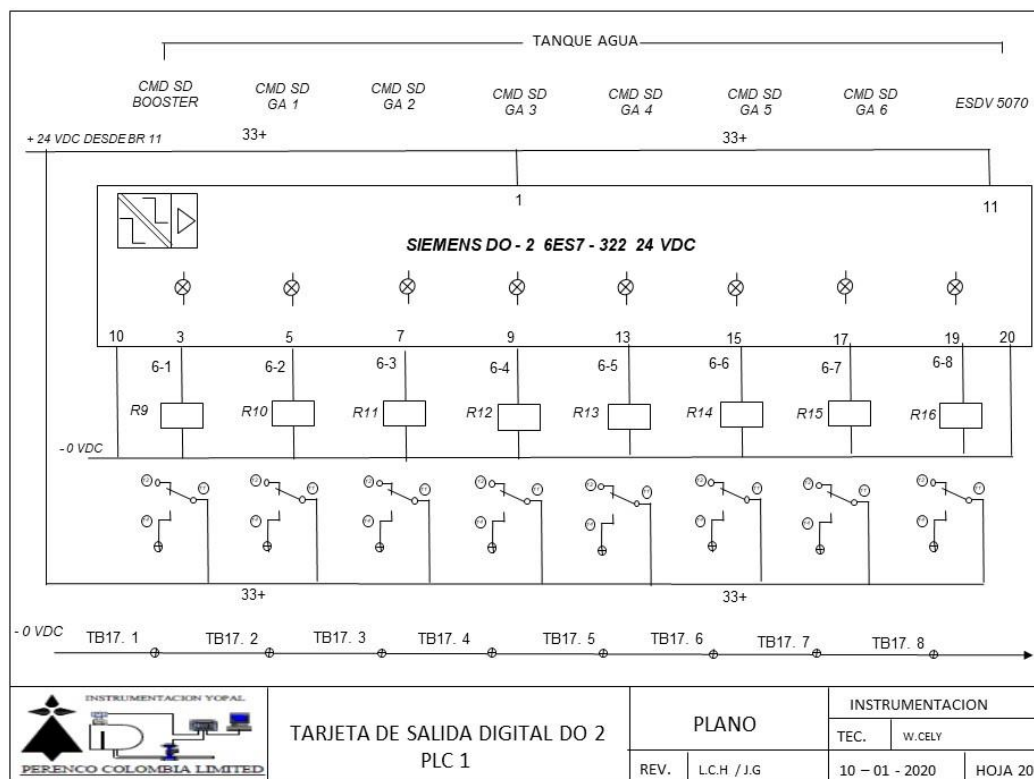 TANQUE AGUA
CMD SD
BOOSTER
CMD SD
GA 1
CMD SD
GA 2
CMD SD
GA 3
CMD SD
GA 4
CMD SD
GA 5
CMD SD
GA 6
ESDV 5070
+ 24 VDC DESDE BR 11
33+
33+
1
11
SIEMENS DO - 2 6ES7 - 322 24 VDC
10
3
5
7
9
13
15
17
19
20
6-1
6-2
6-3
6-4
6-5
6-6
6-7
6-8
R9
R10
R11
R12
R13
R14
R15
R16
- 0 VDC
33+
33+
- 0 VDC
TB17. 1
TB17. 2
TB17. 3
TB17. 4
TB17. 5
TB17. 6
TB17. 7
TB17. 8
INSTRUMENTACION YOPAL
PERENCO COLOMBIA LIMITED
TARJETA DE SALIDA DIGITAL DO 2
PLC 1
PLANO
REV.
L.C.H / J.G
INSTRUMENTACION
TEC.
W.CELY
10 – 01 - 2020
HOJA 20